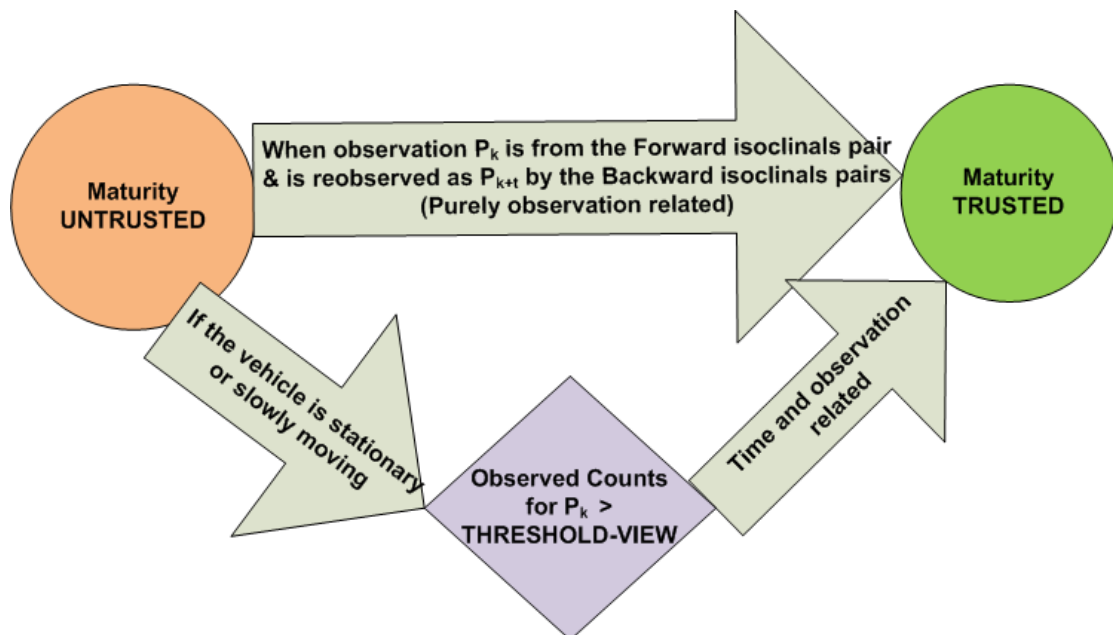 Maturity
UNTRUSTED
When observation Pk is from the Forward isoclinals pair
& is reobserved as Pk+t by the Backward isoclinals pairs
(Purely observation related)
Maturity
TRUSTED
If the vehicle is stationary
or slowly moving
Observed Counts
for Pk >
THRESHOLD-VIEW
Time and observation
related